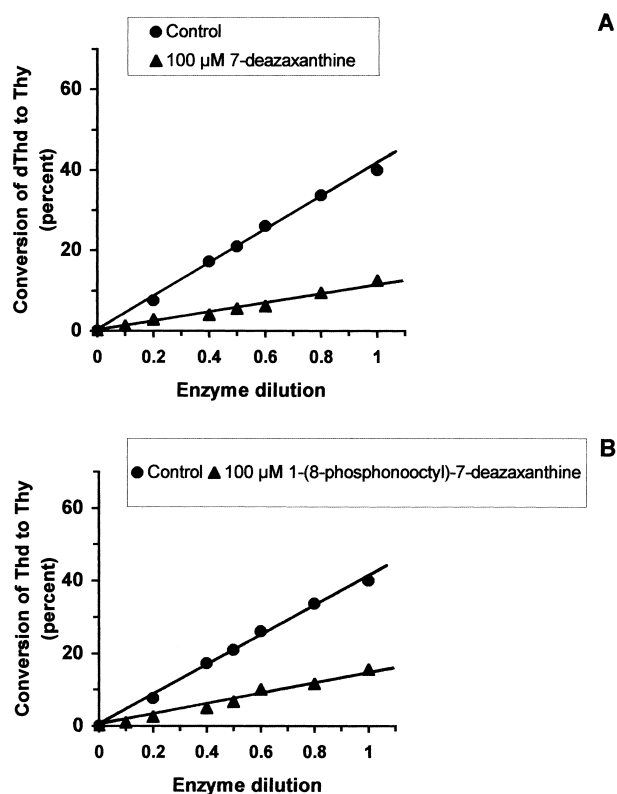 A
Control
100 µM 7-deazaxanthine
Conversion of dThd to Thy
(percent)
60
40
20
0
0 0.2 0.4 0.6 0.8 1
Enzyme dilution
B
Control 100 µM 1-(8-phosphonooctyl)-7-deazaxanthine
Conversion of Thd to Thy
(percent)
60
40
20
0
0 0.2 0.4 0.6 0.8 1
Enzyme dilution